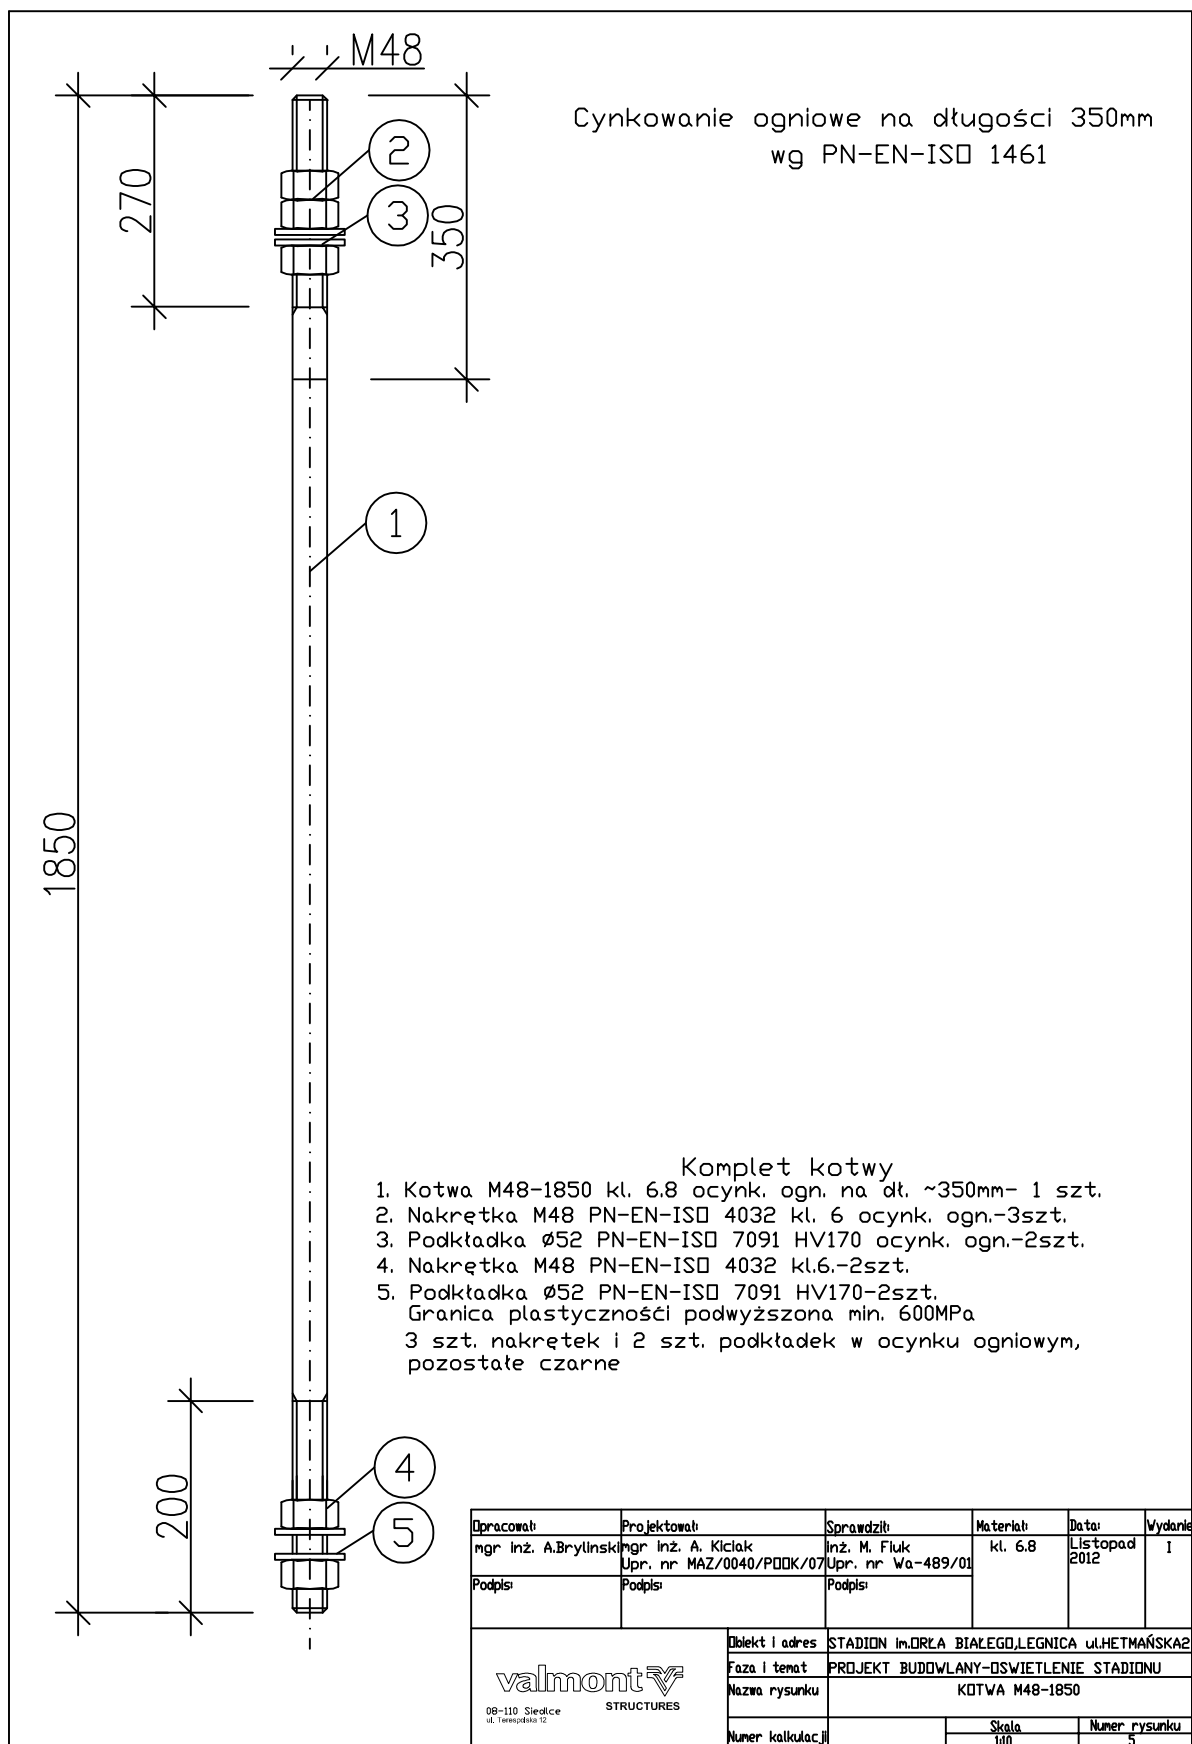 M48
Cynkowanie ogniowe na długości 350mm
wg PN-EN-ISO 1461
2
3
270
350
1
1850
Komplet kotwy
1. Kotwa M48-1850 kl. 6.8 ocynk. ogn. na dł. ~350mm- 1 szt.
2. Nakrętka M48 PN-EN-ISO 4032 kl. 6 ocynk. ogn.-3szt.
3. Podkładka ø52 PN-EN-ISO 7091 HV170 ocynk. ogn.-2szt.
4. Nakrętka M48 PN-EN-ISO 4032 kl.6.-2szt.
5. Podkładka ø52 PN-EN-ISO 7091 HV170-2szt.
Granica plastycznośći podwyższona min. 600MPa
3 szt. nakrętek i 2 szt. podkładek w ocynku ogniowym,
pozostałe czarne
4
5
200
Opracował: Projektował: Sprawdził: Materiał: Data: Wydanie
mgr inż. A.Brylinski mgr inż. A. Kiciak inż. M. Fiuk kl. 6.8 Listopad I
Upr. nr MAZ/0040/POOK/07 Upr. nr Wa-489/01 2012
Podpis: Podpis: Podpis:
Obiekt i adres STADION im.ORŁA BIAŁEGO,LEGNICA ul.HETMAŃSKA2
Faza i temat PROJEKT BUDOWLANY-OSWIETLENIE STADIONU
Nazwa rysunku KOTWA M48-1850
valmont
STRUCTURES
08-110 Siedlce
ul. Terespolska 12
Numer kalkulacji Skala Numer rysunku
1:10 5